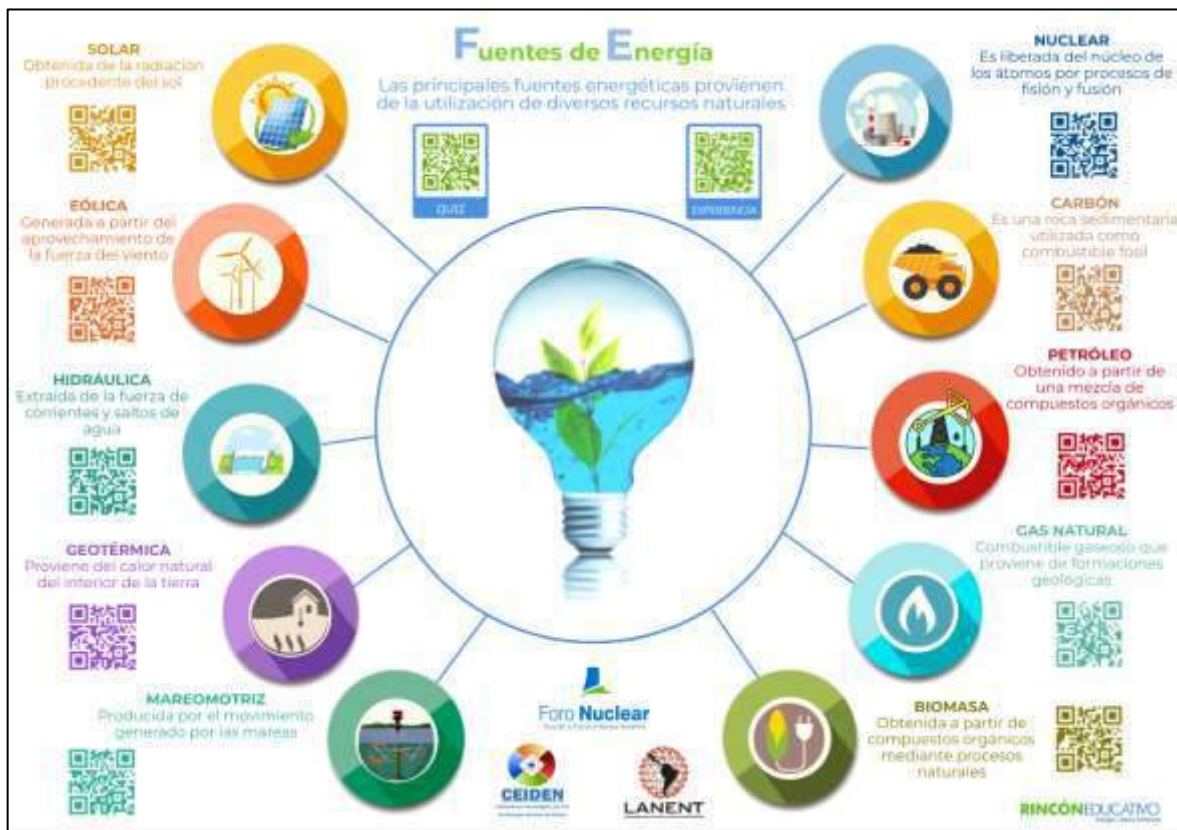 Fuentes de Energía
Las principales fuentes energéticas provienen
de la utilización de diversos recursos naturales
QUIZ
EXPERIENCIA
SOLAR
Obtenida de la radiación
procedente del sol
EÓLICA
Generada a partir del
aprovechamiento de
la fuerza del viento
HIDRÁULICA
Extraída de la fuerza de
corrientes y saltos de
agua
GEOTÉRMICA
Proviene del calor natural
del interior de la tierra
MAREOMOTRIZ
Producida por el movimiento
generado por las mareas
NUCLEAR
Es liberada del núcleo de
los átomos por procesos de
fisión y fusión
CARBÓN
Es una roca sedimentaria
utilizada como
combustible fósil
PETRÓLEO
Obtenido a partir de
una mezcla de
compuestos orgánicos
GAS NATURAL
Combustible gaseoso que
proviene de formaciones
geológicas
BIOMASA
Obtenida a partir de
compuestos orgánicos
mediante procesos
naturales
Foro Nuclear
CEIDEN
LANENT
RINCÓNEDUCATIVO